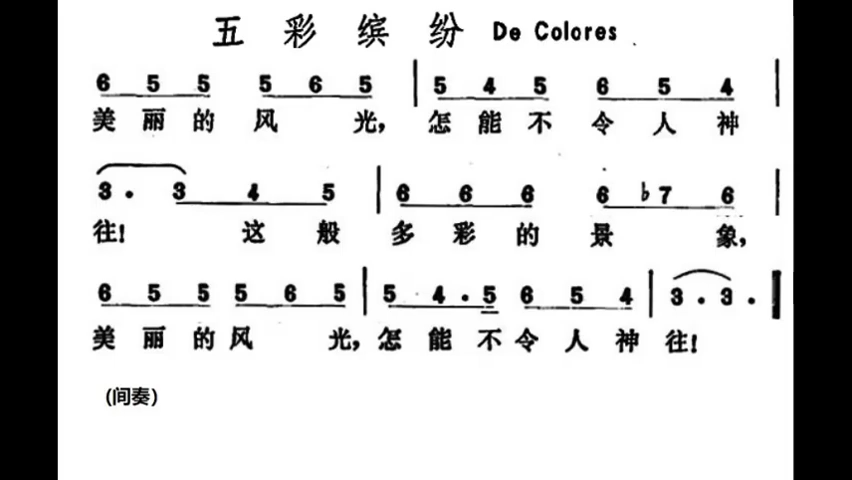 五彩缤纷 De Colores
6 5 5 5 6 5 | 5 4 5 6 5 4 |
美丽的风 光,怎能不令人神
3. 3 4 5 | 6 6 6 6 ♭7 6 |
往! 这般多彩的景 象,
6 5 5 5 6 5 | 5 4. 5 6 5 4 | 3. 3.
美丽的风 光,怎能不令人神往!
(间奏)